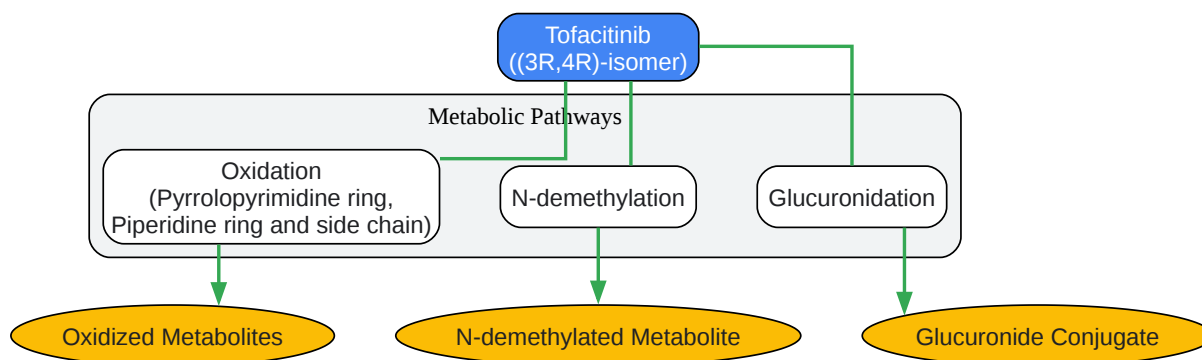 Tofacitinib
((3R,4R)-isomer)
Metabolic Pathways
Oxidation
(Pyrrolopyrimidine ring,
Piperidine ring and side chain)
N-demethylation
Glucuronidation
Oxidized Metabolites
N-demethylated Metabolite
Glucuronide Conjugate